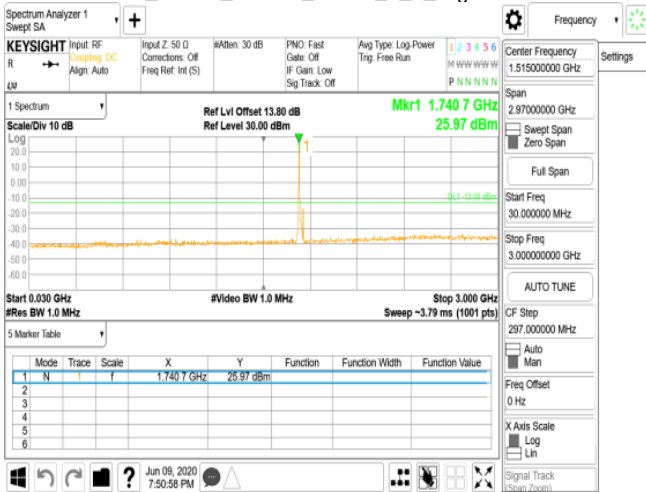 Spectrum Analyzer 1
Swept SA
+
Frequency
KEYSIGHT
R
Input: RF
Coupling: DC
Align: Auto
Input Z: 50 Ω
Corrections: Off
Freq Ref: Int (S)
#Atten: 30 dB
PNO: Fast
Gate: Off
IF Gain: Low
Sig Track: Off
Avg Type: Log-Power
Trig: Free Run
1 2 3 4 5 6
M W W W W W
P N N N N N
Center Frequency
1.515000000 GHz
Settings
Span
2.97000000 GHz
Swept Span
Zero Span
Full Span
Start Freq
30.000000 MHz
Stop Freq
3.000000000 GHz
AUTO TUNE
CF Step
297.000000 MHz
Auto
Man
Freq Offset
0 Hz
X Axis Scale
Log
Lin
Signal Track
(Span Zoom)
1 Spectrum
Scale/Div 10 dB
Ref Lvl Offset 13.80 dB
Ref Level 30.00 dBm
Mkr1 1.740 7 GHz
25.97 dBm
Log
20.0
10.0
0.00
-10.0
-20.0
-30.0
-40.0
-50.0
-60.0
1
DL1 -13.00 dBm
Start 0.030 GHz
#Res BW 1.0 MHz
#Video BW 1.0 MHz
Stop 3.000 GHz
Sweep ~3.79 ms (1001 pts)
5 Marker Table
Mode Trace Scale X Y Function Function Width Function Value
1 N 1 f 1.740 7 GHz 25.97 dBm
2
3
4
5
6
?
Jun 09, 2020
7:50:58 PM